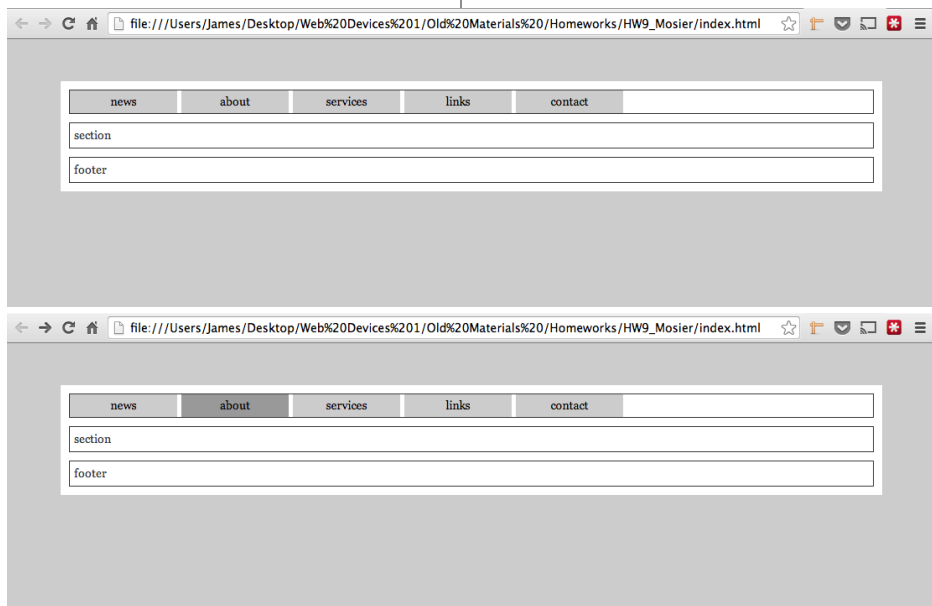 file:///Users/James/Desktop/Web%20Devices%201/Old%20Materials%20/Homeworks/HW9_Mosier/index.html
news about services links contact
section
footer
file:///Users/James/Desktop/Web%20Devices%201/Old%20Materials%20/Homeworks/HW9_Mosier/index.html
news about services links contact
section
footer